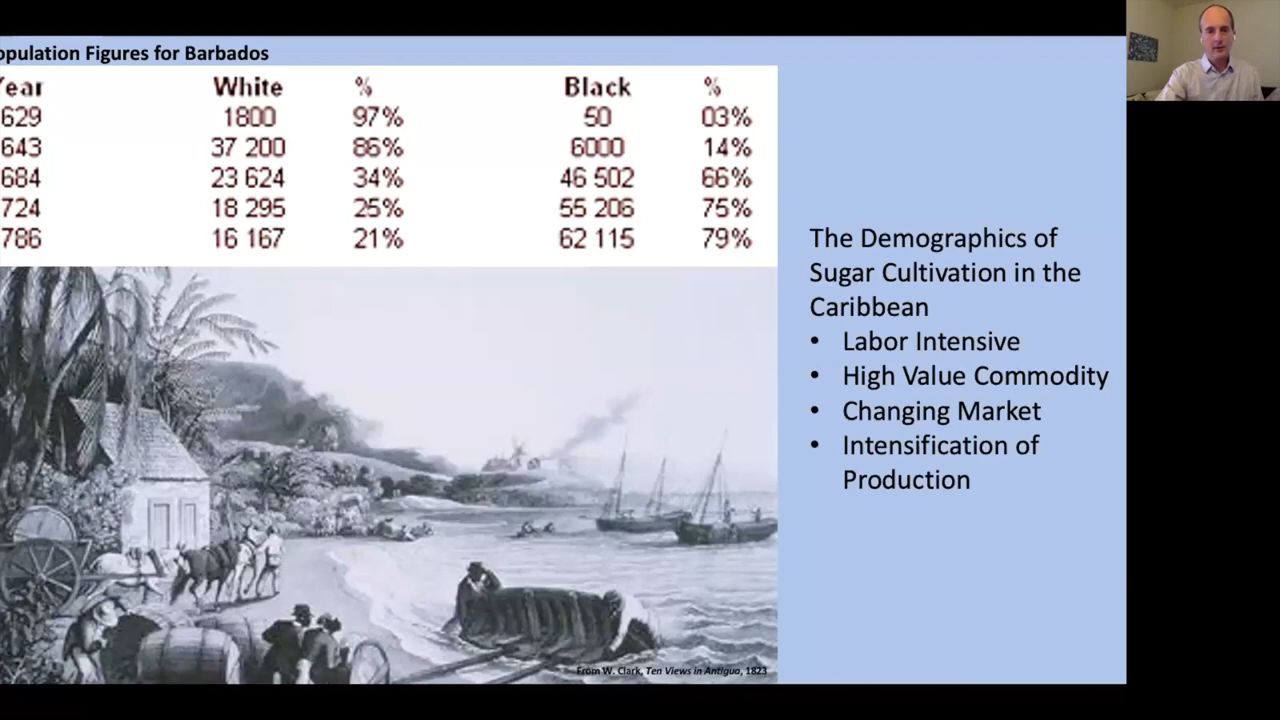 opulation Figures for Barbados
Year White % Black %
629 1800 97% 50 03%
643 37 200 86% 6000 14%
684 23 624 34% 46 502 66%
724 18 295 25% 55 206 75%
786 16 167 21% 62 115 79%
The Demographics of
Sugar Cultivation in the
Caribbean
• Labor Intensive
• High Value Commodity
• Changing Market
• Intensification of
Production
From W. Clark, Ten Views in Antigua, 1823